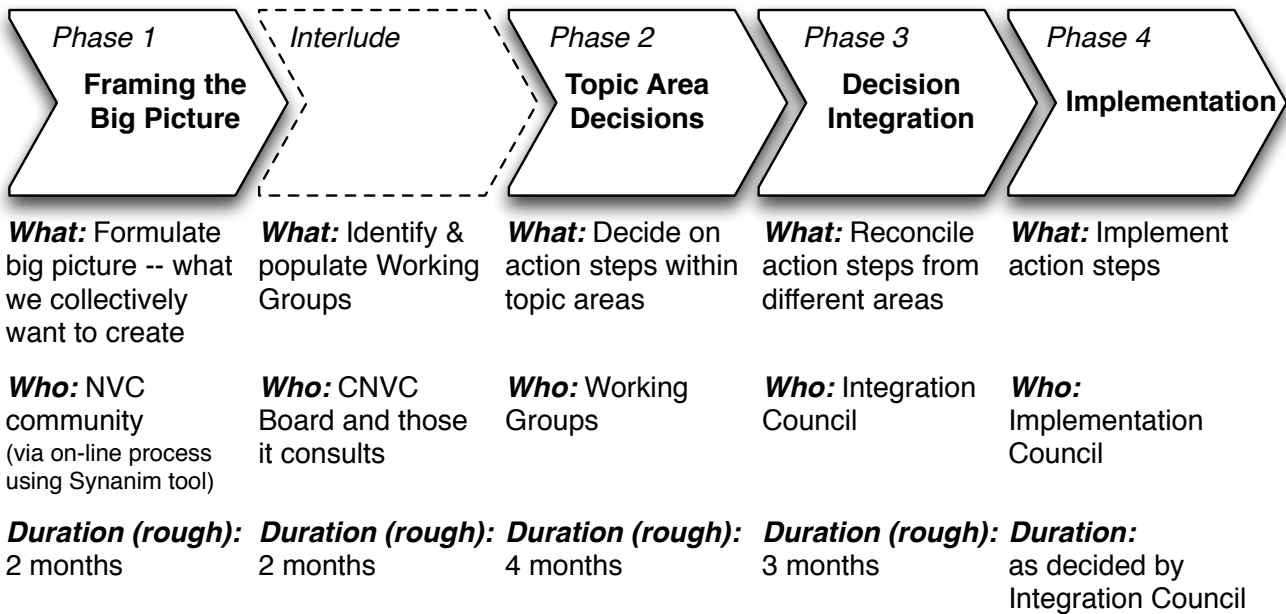 Phase 1
Framing the
Big Picture
Interlude
Phase 2
Topic Area
Decisions
Phase 3
Decision
Integration
Phase 4
Implementation
What: Formulate
big picture -- what
we collectively
want to create
What: Identify &
populate Working
Groups
What: Decide on
action steps within
topic areas
What: Reconcile
action steps from
different areas
What: Implement
action steps
Who: NVC
community
(via on-line process
using Synanim tool)
Who: CNVC
Board and those
it consults
Who: Working
Groups
Who: Integration
Council
Who:
Implementation
Council
Duration (rough):
2 months
Duration (rough):
2 months
Duration (rough):
4 months
Duration (rough):
3 months
Duration:
as decided by
Integration Council